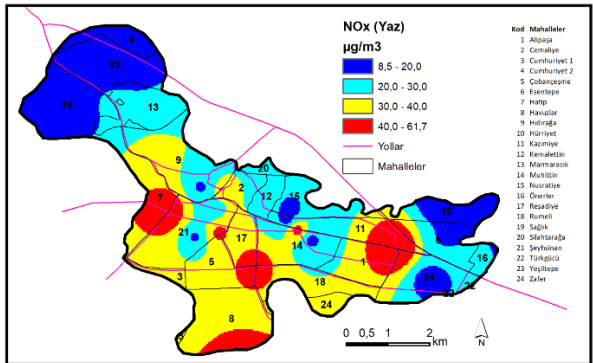 NOx (Yaz)
µg/m3
8,5 - 20,0
20,0 - 30,0
30,0 - 40,0
40,0 - 61,7
Yollar
Mahalleler
Kod Mahalleler
1 Alipaşa
2 Cemaliye
3 Cumhuriyet 1
4 Cumhuriyet 2
5 Çobançeşme
6 Esentepe
7 Hatip
8 Havuzlar
9 Hıdırağa
10 Hürriyet
11 Kazımiye
12 Kemalettin
13 Marmaracık
14 Muhittin
15 Nusratiye
16 Önerler
17 Reşadiye
18 Rumeli
19 Sağlık
20 Silahtarağa
21 Şeyhsinan
22 Türkgücü
23 Yeşiltepe
24 Zafer
4
23
19
13
9
20
2
12
15
7
21
17
14
11
10
6
16
5
1
3
18
24
22
22
24
8
0 0,5 1 2
km
N